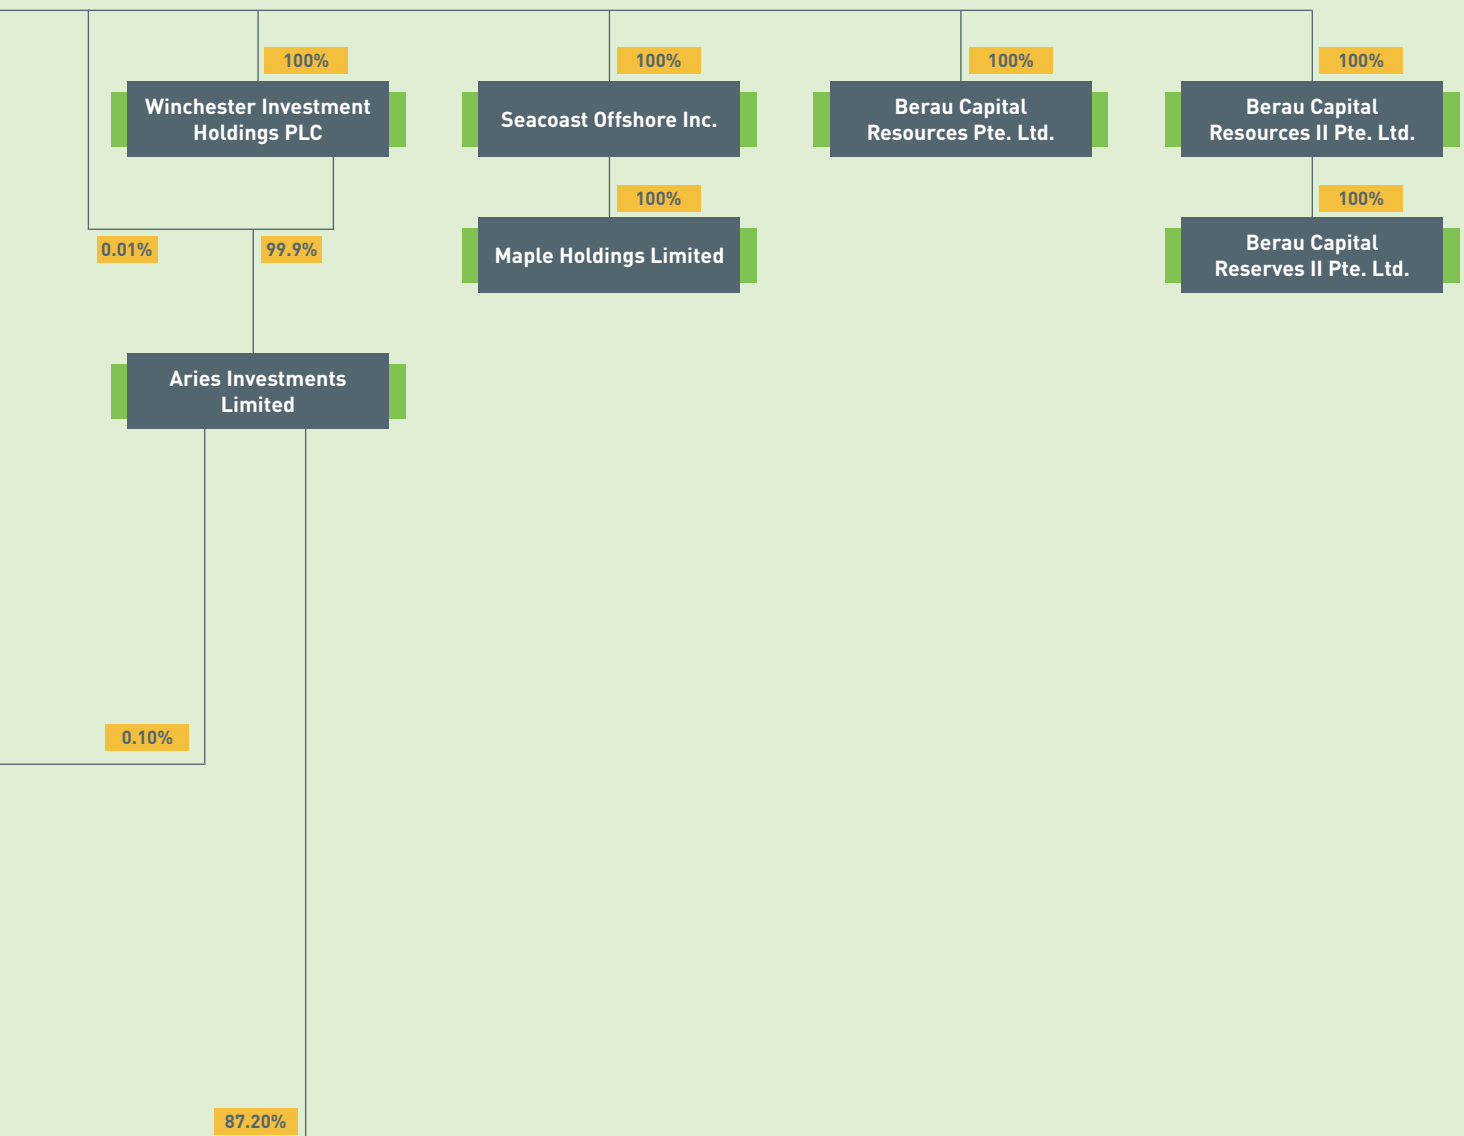 100%
100%
100%
100%
Winchester Investment
Holdings PLC
Seacoast Offshore Inc.
Berau Capital
Resources Pte. Ltd.
Berau Capital
Resources II Pte. Ltd.
100%
100%
0.01%
99.9%
Maple Holdings Limited
Berau Capital
Reserves II Pte. Ltd.
Aries Investments
Limited
0.10%
87.20%